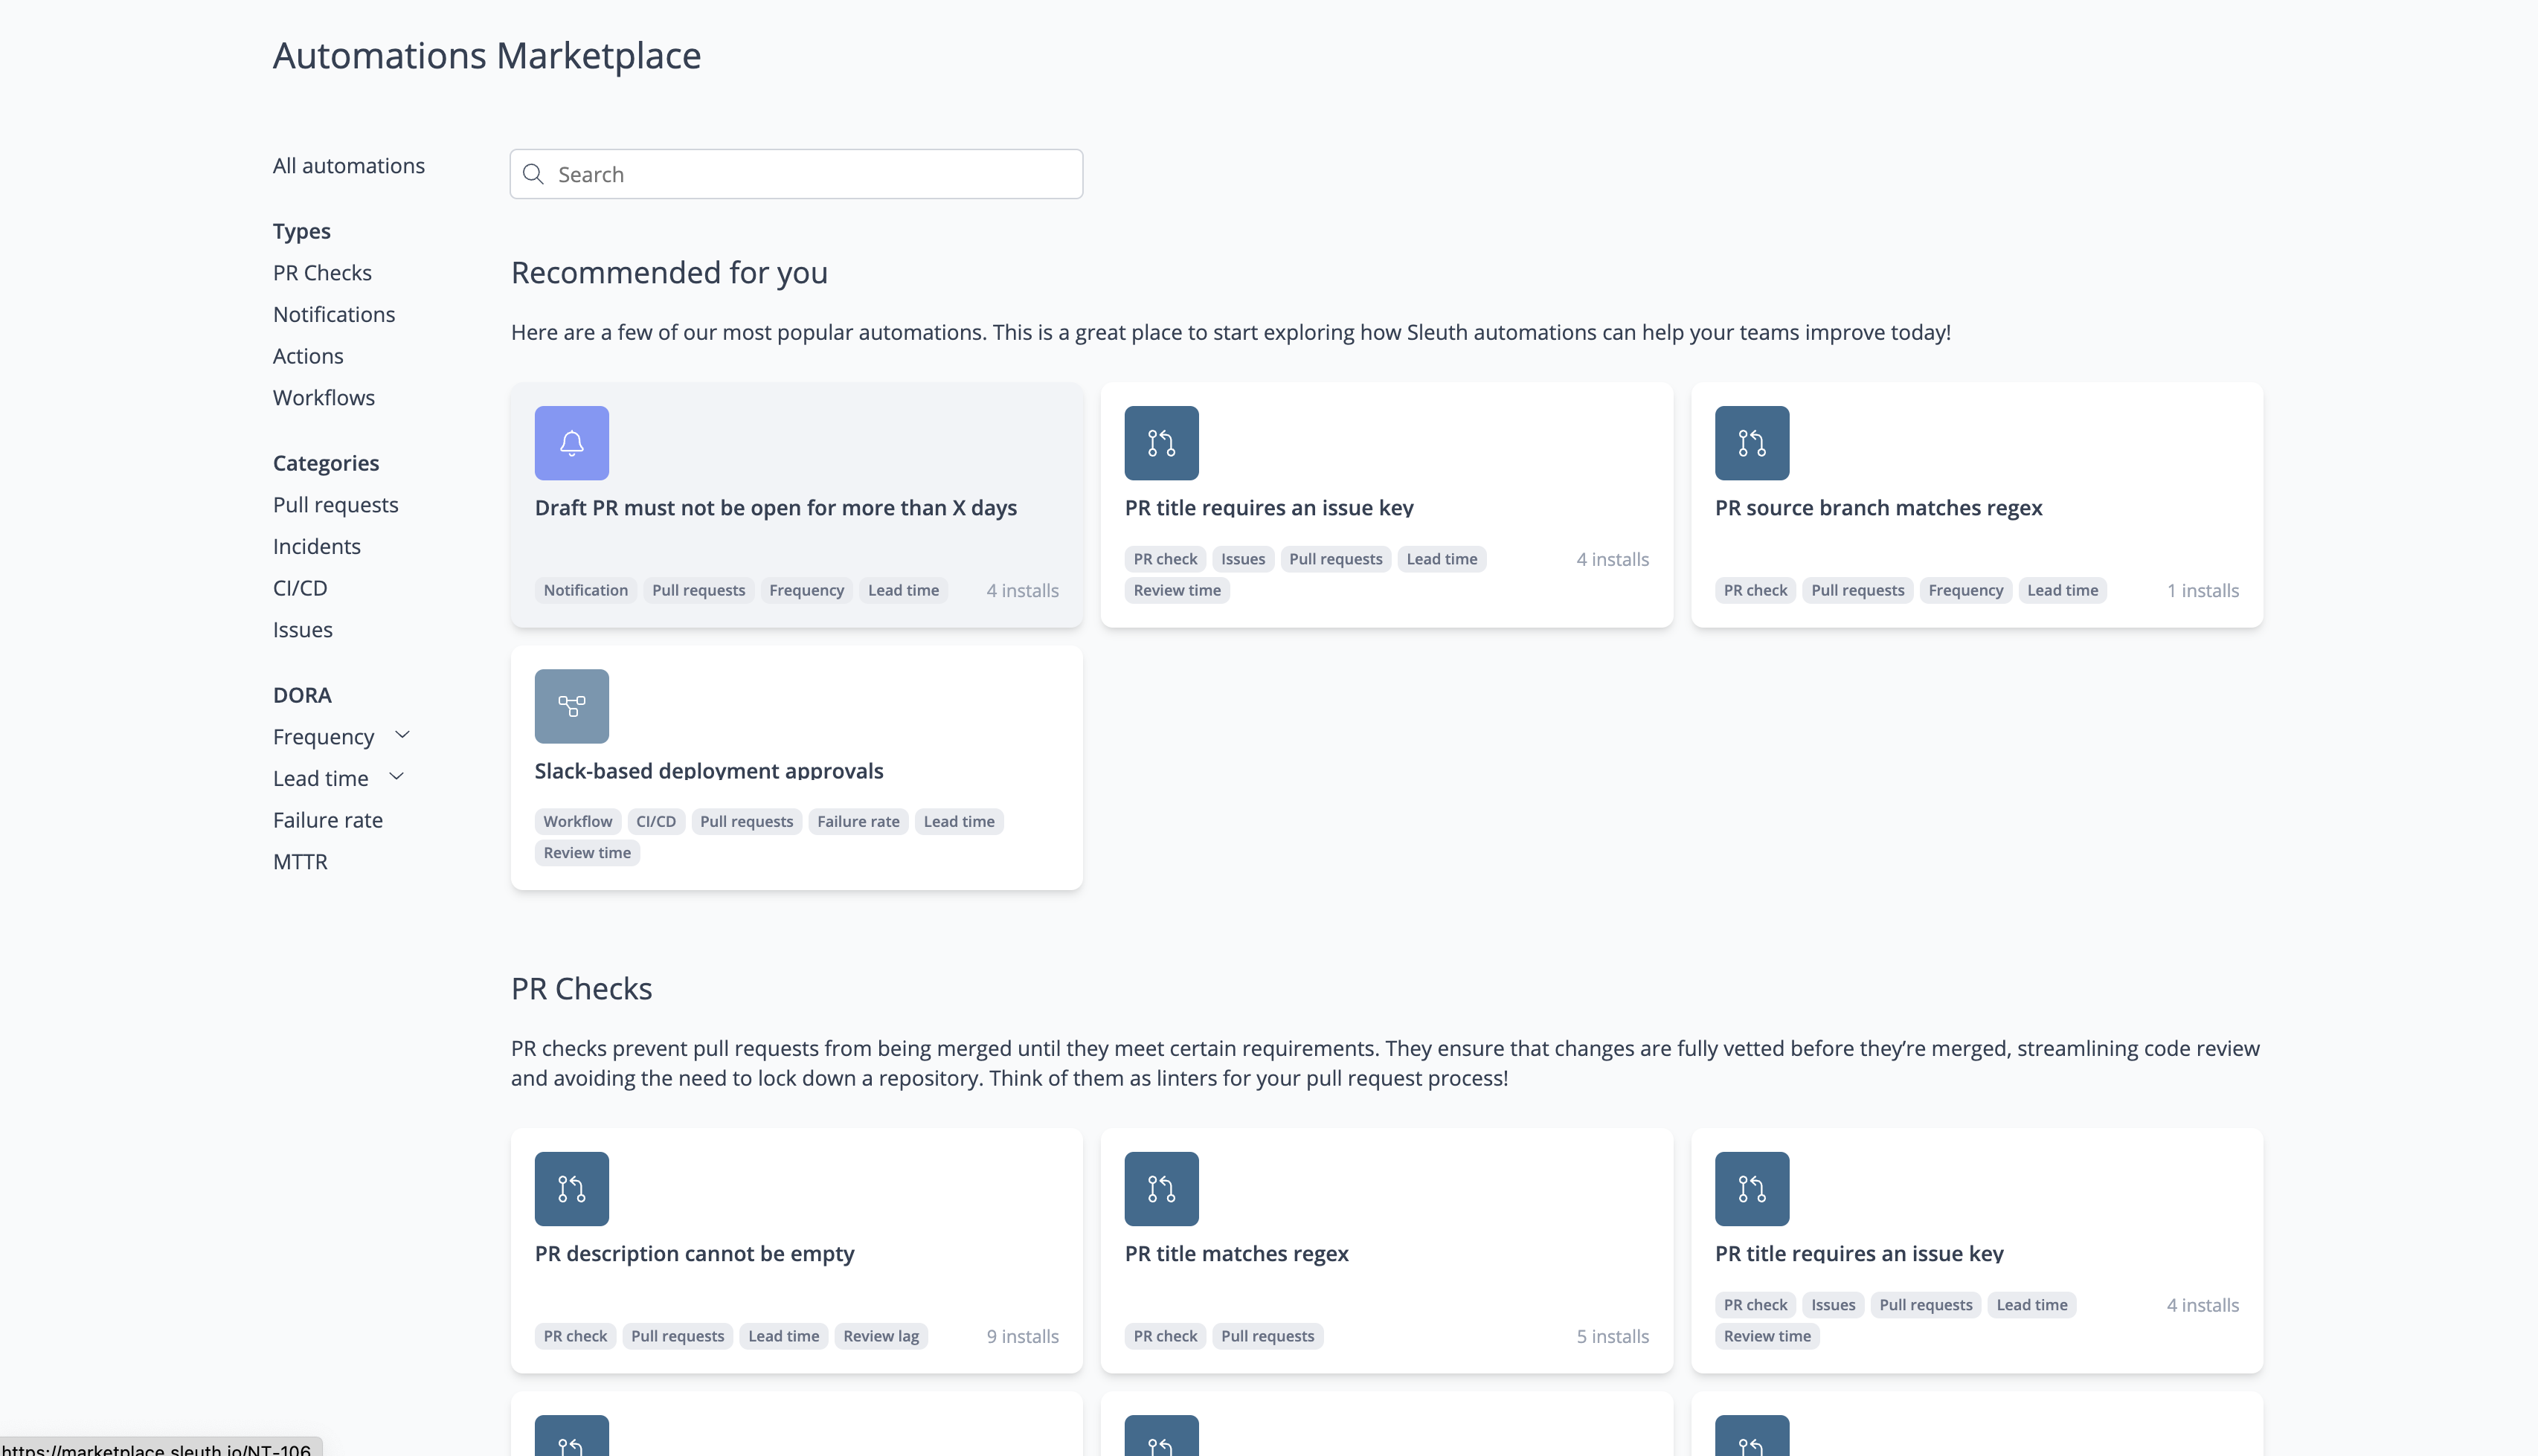 Automations Marketplace
All automations
Types
PR Checks
Notifications
Actions
Workflows
Categories
Pull requests
Incidents
CI/CD
Issues
DORA
Frequency
Lead time
Failure rate
MTTR
Search
Recommended for you
Here are a few of our most popular automations. This is a great place to start exploring how Sleuth automations can help your teams improve today!
Draft PR must not be open for more than X days
Notification Pull requests Frequency Lead time 4 installs
PR title requires an issue key
PR check Issues Pull requests Lead time 4 installs
Review time
PR source branch matches regex
PR check Pull requests Frequency Lead time 1 installs
Slack-based deployment approvals
Workflow CI/CD Pull requests Failure rate Lead time
Review time
PR Checks
PR checks prevent pull requests from being merged until they meet certain requirements. They ensure that changes are fully vetted before they’re merged, streamlining code review
and avoiding the need to lock down a repository. Think of them as linters for your pull request process!
PR description cannot be empty
PR check Pull requests Lead time Review lag 9 installs
PR title matches regex
PR check Pull requests 5 installs
PR title requires an issue key
PR check Issues Pull requests Lead time 4 installs
Review time
https://marketplace.sleuth.io/NT-106